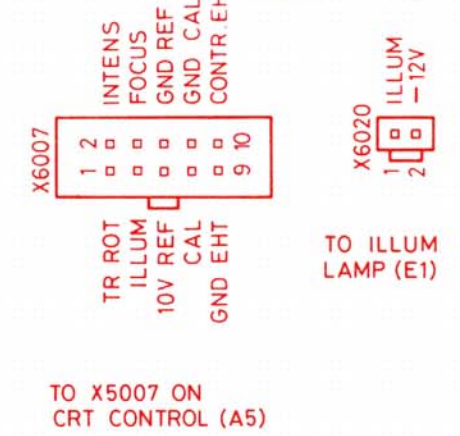 INTENS
FOCUS
GND REF
GND CAL
CONTR.EH
X6007
1 2
9 10
TR ROT
ILLUM
10V REF
CAL
GND EHT
X6020
ILLUM
−12V
1
2
TO ILLUM
LAMP (E1)
TO X5007 ON
CRT CONTROL (A5)